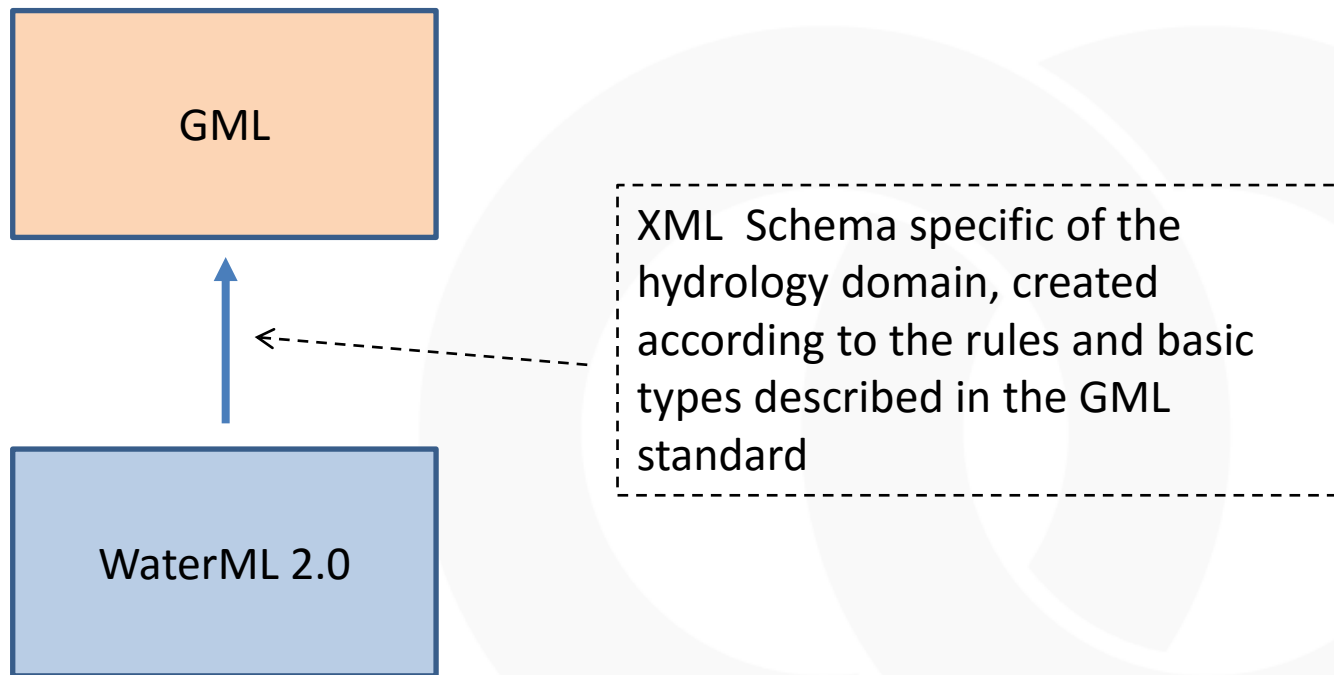 GML
XML  Schema specific of the
hydrology domain, created
according to the rules and basic
types described in the GML
standard
WaterML 2.0